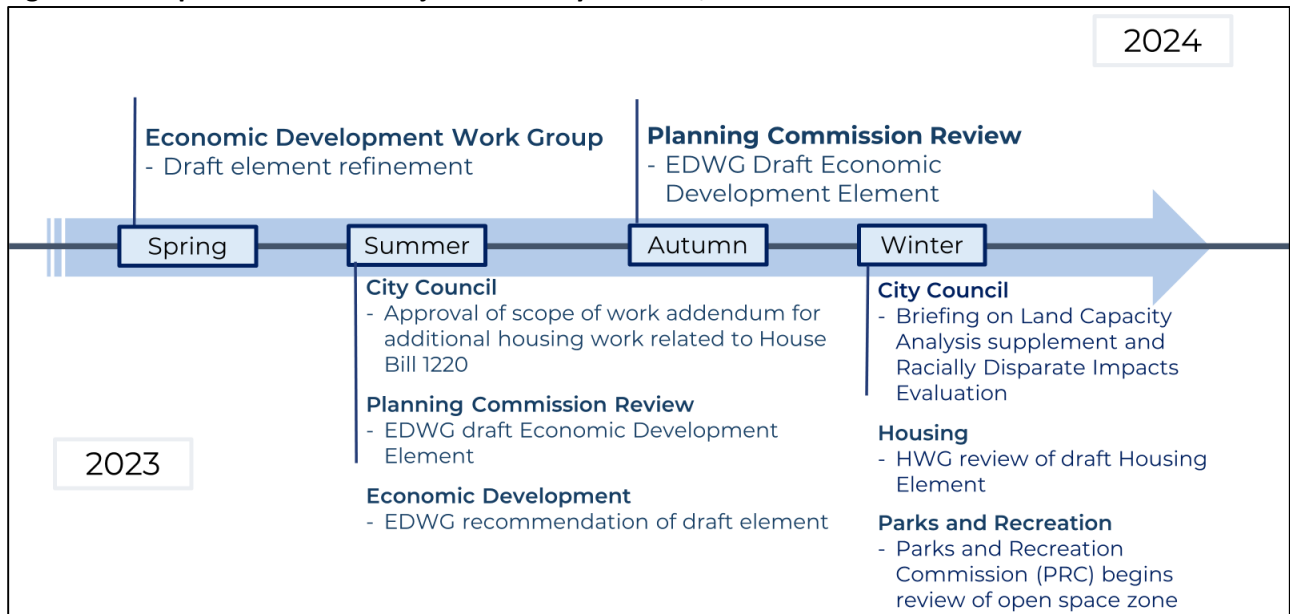 2024
Economic Development Work Group
- Draft element refinement
Planning Commission Review
- EDWG Draft Economic
Development Element
Spring
Summer
Autumn
Winter
City Council
- Approval of scope of work addendum for
additional housing work related to House
Bill 1220
Planning Commission Review
- EDWG draft Economic Development
Element
Economic Development
- EDWG recommendation of draft element
2023
City Council
- Briefing on Land Capacity
Analysis supplement and
Racially Disparate Impacts
Evaluation
Housing
- HWG review of draft Housing
Element
Parks and Recreation
- Parks and Recreation
Commission (PRC) begins
review of open space zone